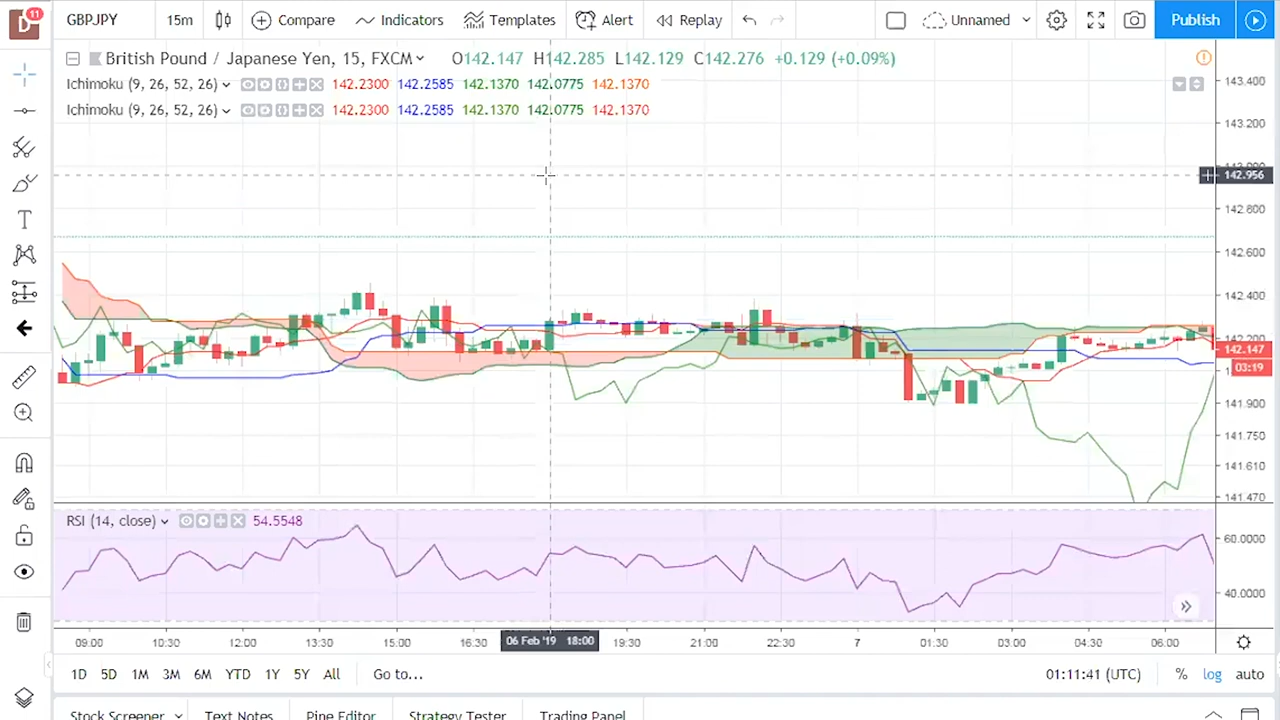 D 11 GBPJPY 15m Compare Indicators Templates Alert Replay Unnamed Publish
British Pound / Japanese Yen, 15, FXCM O142.147 H142.285 L142.129 C142.276 +0.129 (+0.09%)
Ichimoku (9, 26, 52, 26) 142.2300 142.2585 142.1370 142.0775 142.1370
Ichimoku (9, 26, 52, 26) 142.2300 142.2585 142.1370 142.0775 142.1370
143.400
143.200
142.956
142.800
142.600
142.400
142.147
03:19
141.900
141.750
141.610
141.470
RSI (14, close) 54.5548
60.0000
40.0000
09:00 10:30 12:00 13:30 15:00 16:30 06 Feb '19 18:00 19:30 21:00 22:30 7 01:30 03:00 04:30 06:00
1D 5D 1M 3M 6M YTD 1Y 5Y All Go to... 01:11:41 (UTC) % log auto
Stock Screener Text Notes Pine Editor Strategy Tester Trading Panel